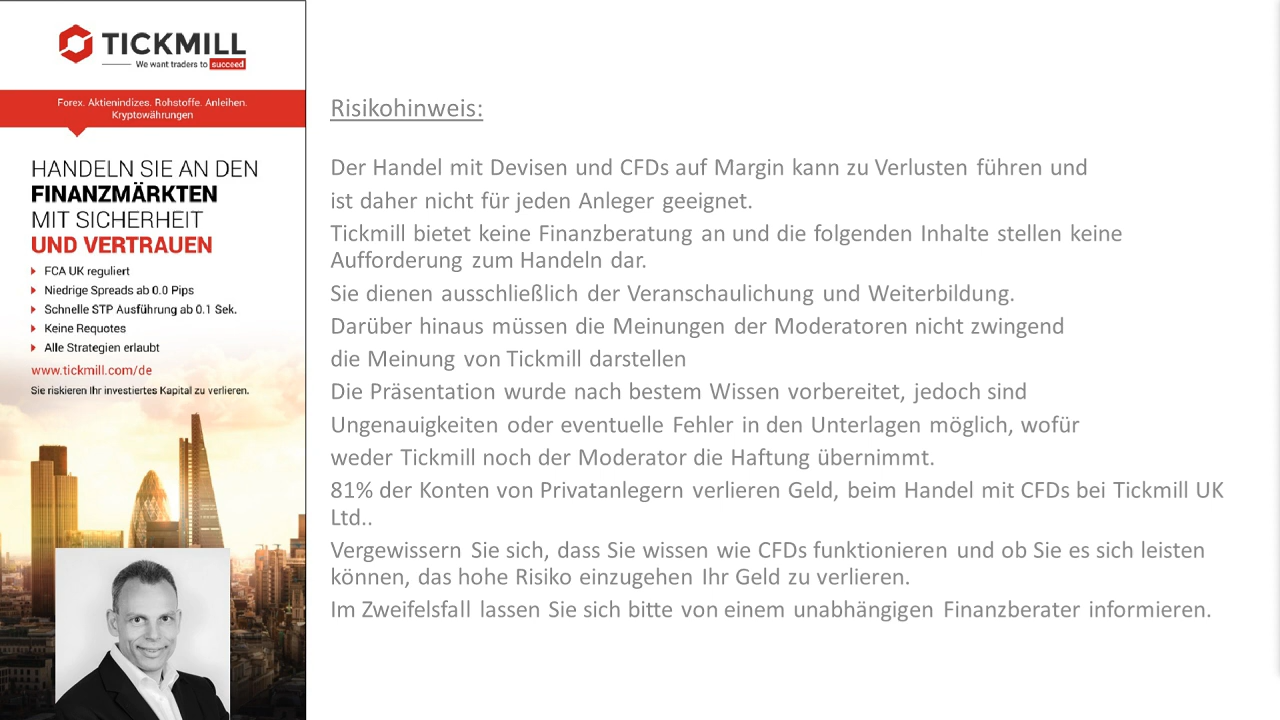 TICKMILL
We want traders to succeed
Forex. Aktienindizes. Rohstoffe. Anleihen.
Kryptowährungen
HANDELN SIE AN DEN
FINANZMÄRKTEN
MIT SICHERHEIT
UND VERTRAUEN
FCA UK reguliert
Niedrige Spreads ab 0.0 Pips
Schnelle STP Ausführung ab 0.1 Sek.
Keine Requotes
Alle Strategien erlaubt
www.tickmill.com/de
Sie riskieren Ihr investiertes Kapital zu verlieren.
Risikohinweis:
Der Handel mit Devisen und CFDs auf Margin kann zu Verlusten führen und
ist daher nicht für jeden Anleger geeignet.
Tickmill bietet keine Finanzberatung an und die folgenden Inhalte stellen keine
Aufforderung zum Handeln dar.
Sie dienen ausschließlich der Veranschaulichung und Weiterbildung.
Darüber hinaus müssen die Meinungen der Moderatoren nicht zwingend
die Meinung von Tickmill darstellen
Die Präsentation wurde nach bestem Wissen vorbereitet, jedoch sind
Ungenauigkeiten oder eventuelle Fehler in den Unterlagen möglich, wofür
weder Tickmill noch der Moderator die Haftung übernimmt.
81% der Konten von Privatanlegern verlieren Geld, beim Handel mit CFDs bei Tickmill UK
Ltd..
Vergewissern Sie sich, dass Sie wissen wie CFDs funktionieren und ob Sie es sich leisten
können, das hohe Risiko einzugehen Ihr Geld zu verlieren.
Im Zweifelsfall lassen Sie sich bitte von einem unabhängigen Finanzberater informieren.